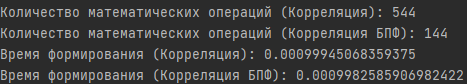 Количество математических операций (Корреляция): 544
Количество математических операций (Корреляция БПФ): 144
Время формирования (Корреляция): 0.00099945068359375
Время формирования (Корреляция БПФ): 0.0009982585906982422